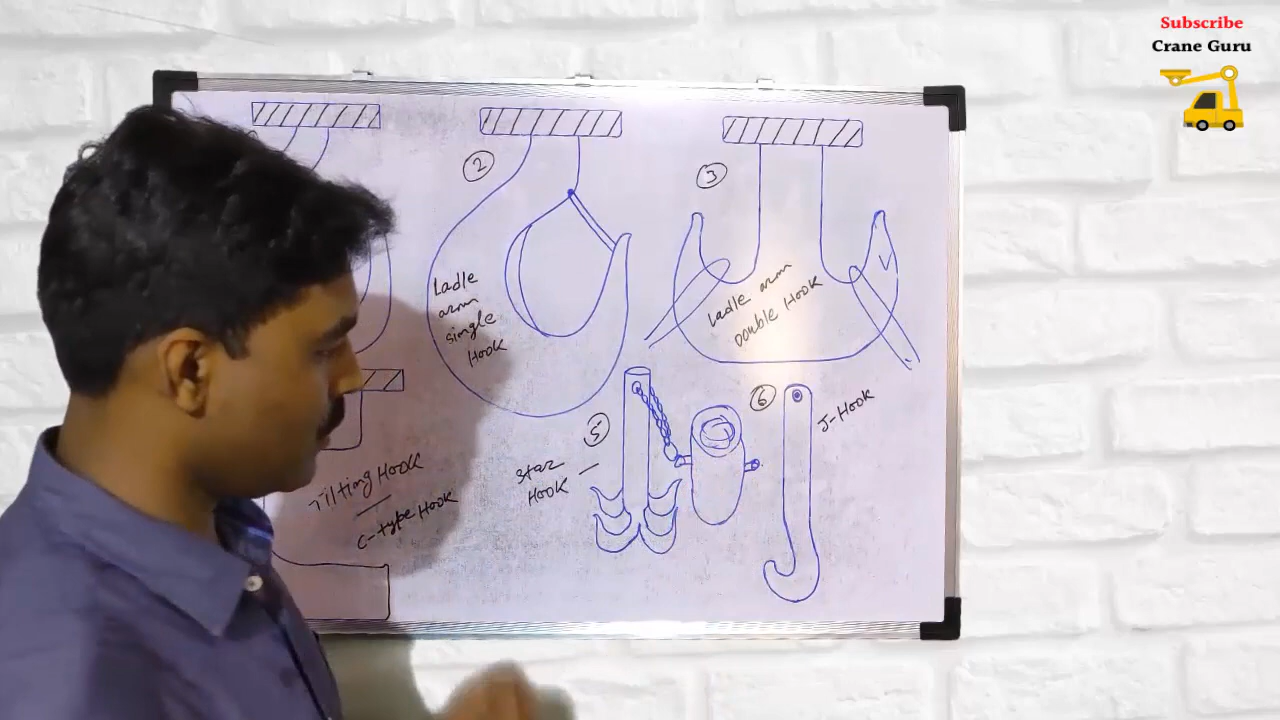 Subscribe
Crane Guru
2
Ladle
arm
single
Hook
3
Ladle arm
Double Hook
Tilting Hook
C-type Hook
5
Star
Hook
6
J-Hook